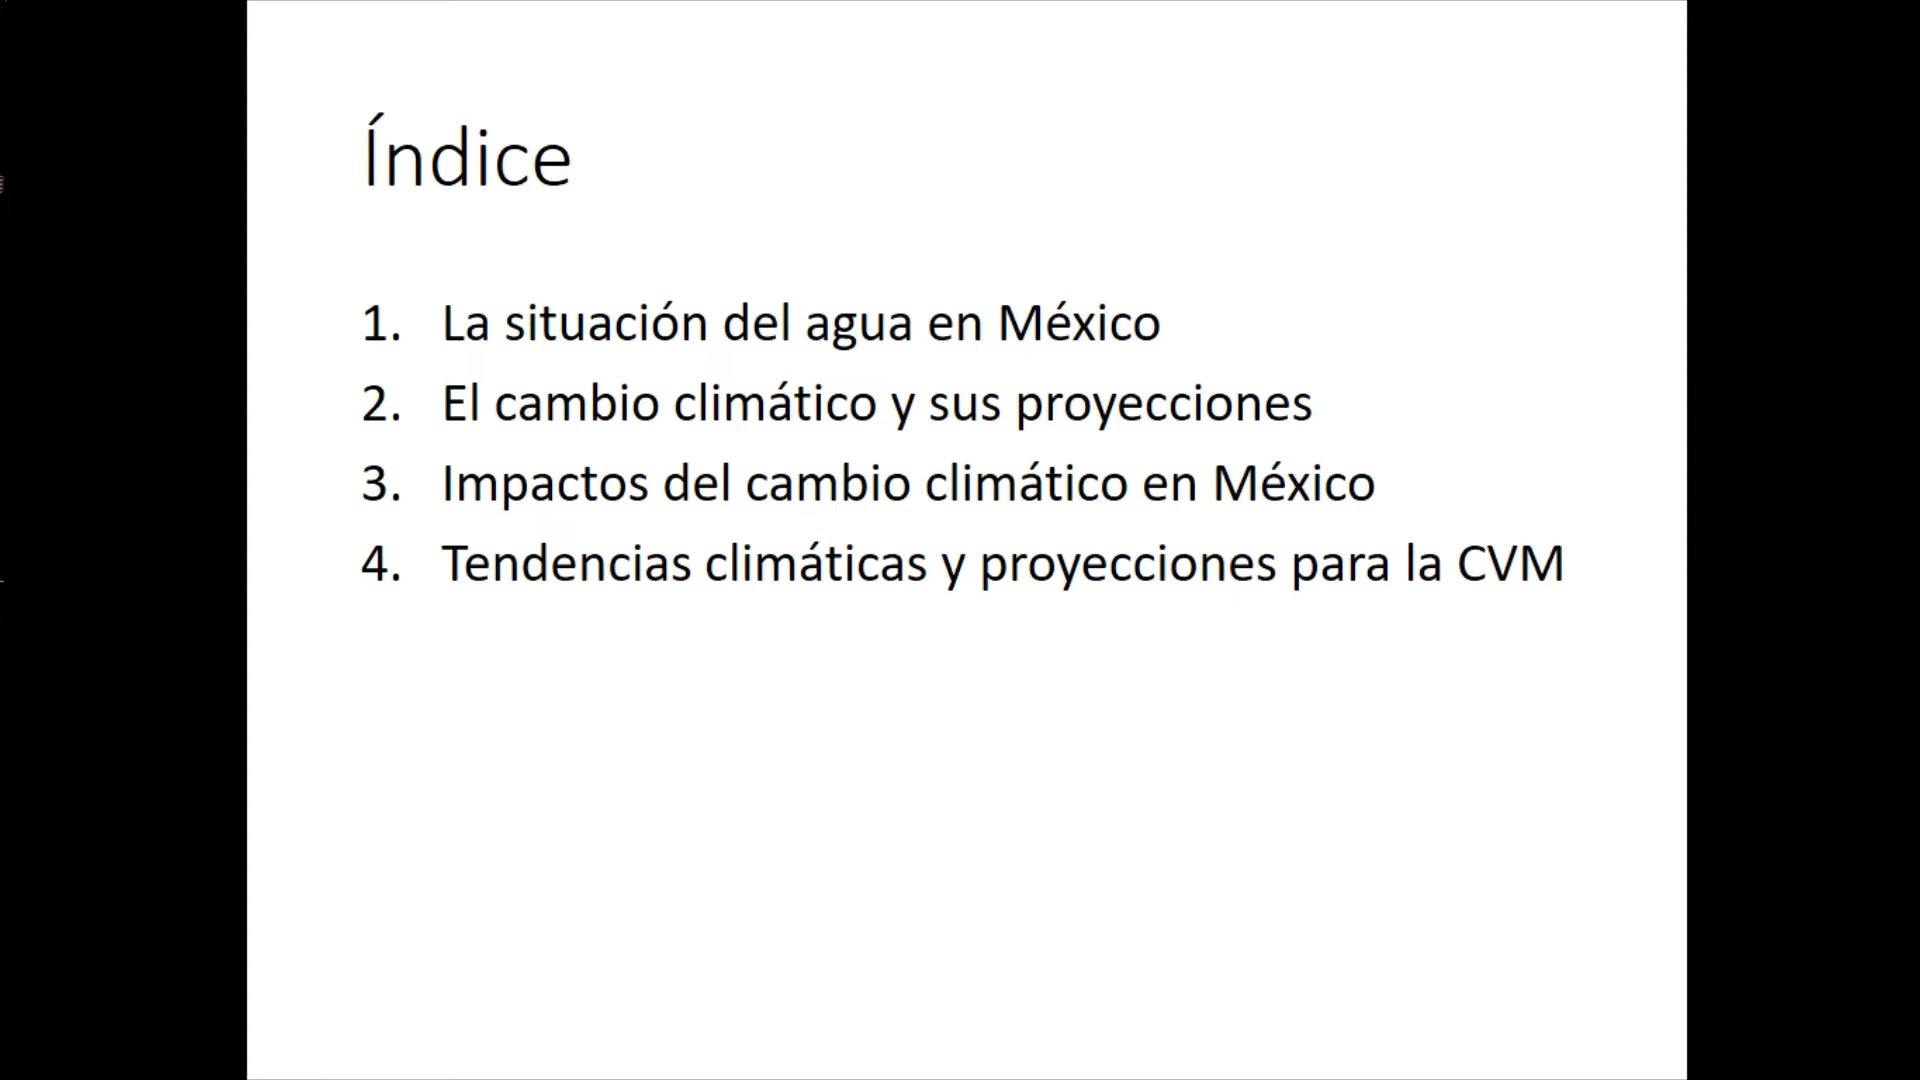 Índice
1. La situación del agua en México
2. El cambio climático y sus proyecciones
3. Impactos del cambio climático en México
4. Tendencias climáticas y proyecciones para la CVM